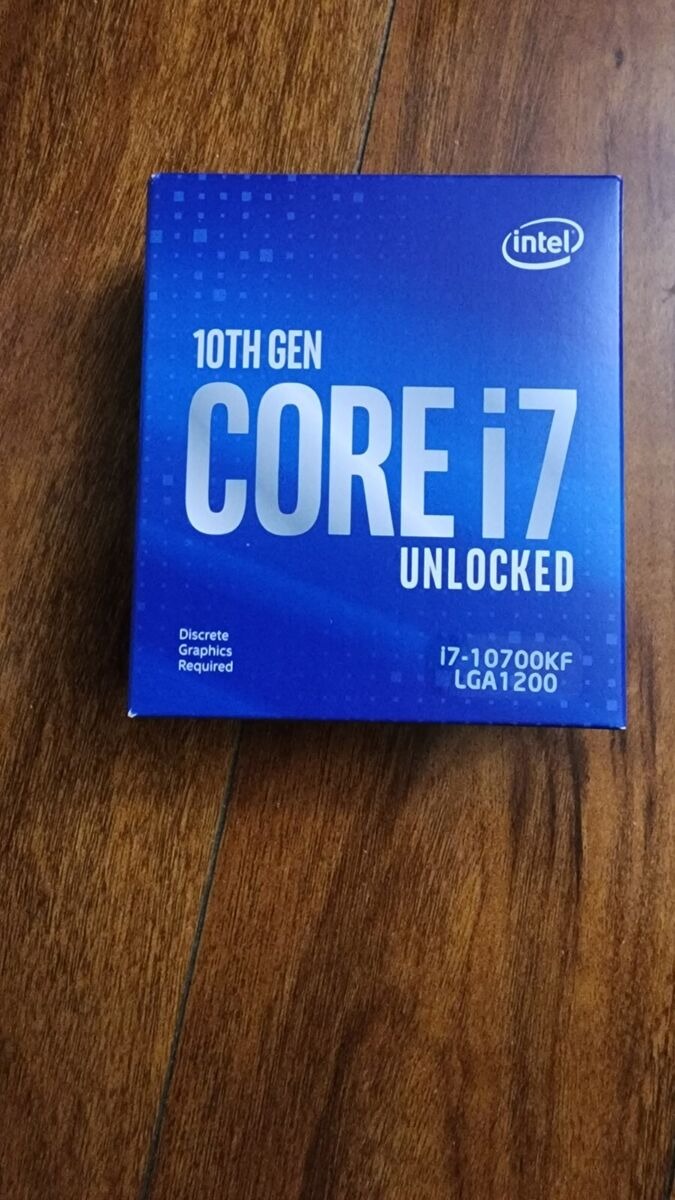 intel
10TH GEN
CORE i7
UNLOCKED
Discrete
Graphics
Required
i7-10700KF
LGA1200